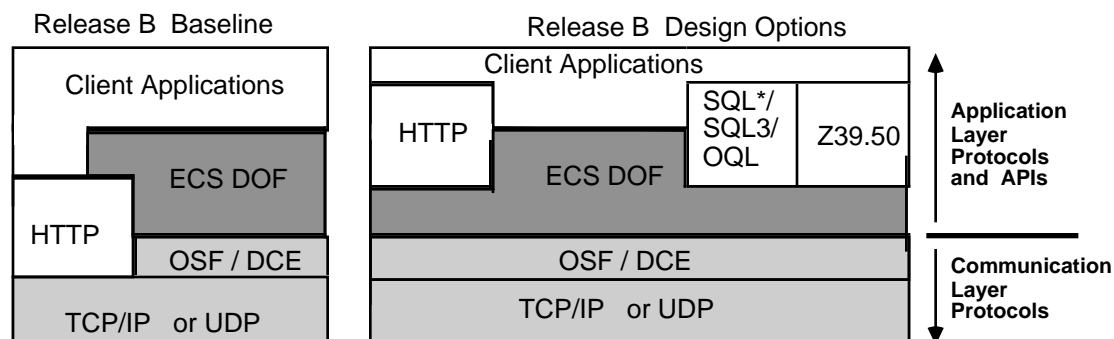 Release B Baseline
Client Applications
ECS DOF
HTTP
OSF / DCE
TCP/IP or UDP
Release B Design Options
Client Applications
HTTP
ECS DOF
SQL*/
SQL3/
OQL
Z39.50
OSF / DCE
TCP/IP or UDP
Application
Layer
Protocols
and APIs
Communication
Layer
Protocols